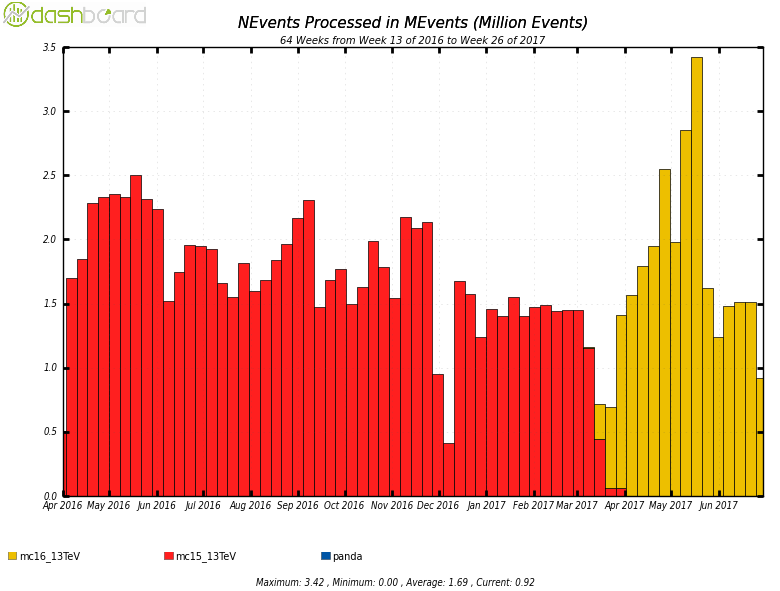 dashboard
NEvents Processed in MEvents (Million Events)
64 Weeks from Week 13 of 2016 to Week 26 of 2017
3.5
3.0
2.5
2.0
1.5
1.0
0.5
0.0
Apr 2016 May 2016 Jun 2016 Jul 2016 Aug 2016 Sep 2016 Oct 2016 Nov 2016 Dec 2016 Jan 2017 Feb 2017 Mar 2017 Apr 2017 May 2017 Jun 2017
mc16_13TeV mc15_13TeV panda
Maximum: 3.42 , Minimum: 0.00 , Average: 1.69 , Current: 0.92